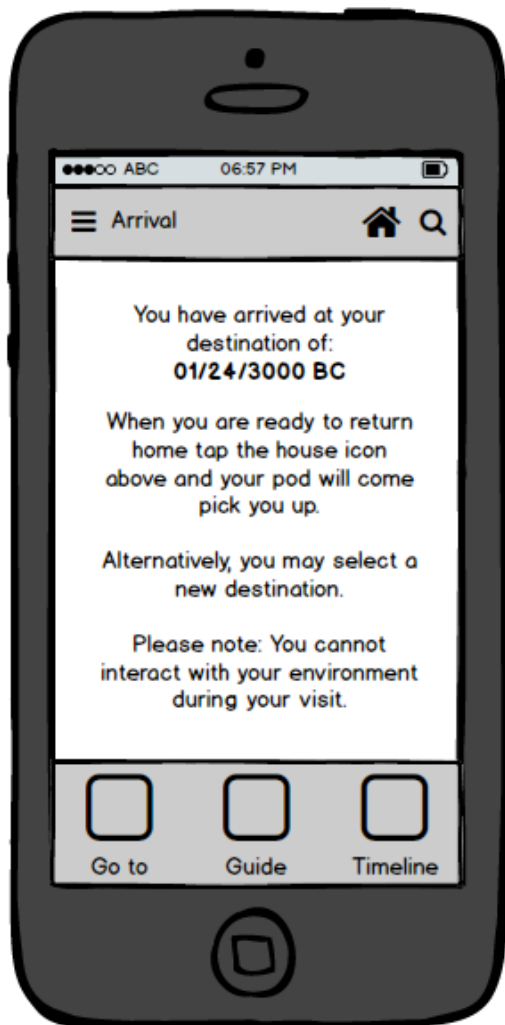 ABC 06:57 PM
Arrival
You have arrived at your
destination of:
01/24/3000 BC
When you are ready to return
home tap the house icon
above and your pod will come
pick you up.
Alternatively, you may select a
new destination.
Please note: You cannot
interact with your environment
during your visit.
Go to Guide Timeline